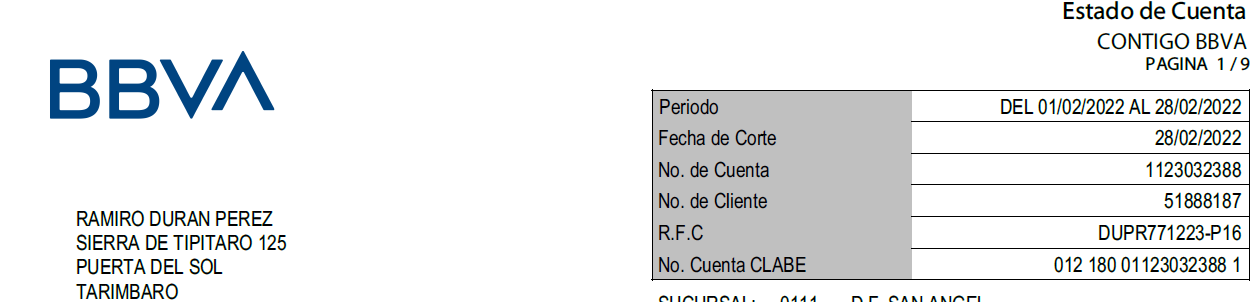 Estado de Cuenta
CONTIGO BBVA
PAGINA 1 / 9
BBVA
Periodo DEL 01/02/2022 AL 28/02/2022
Fecha de Corte 28/02/2022
No. de Cuenta 1123032388
No. de Cliente 51888187
R.F.C DUPR771223-P16
No. Cuenta CLABE 012 180 01123032388 1
RAMIRO DURAN PEREZ
SIERRA DE TIPITARO 125
PUERTA DEL SOL
TARIMBARO
SUCURSAL: 0111 D.F. SAN ANGEL